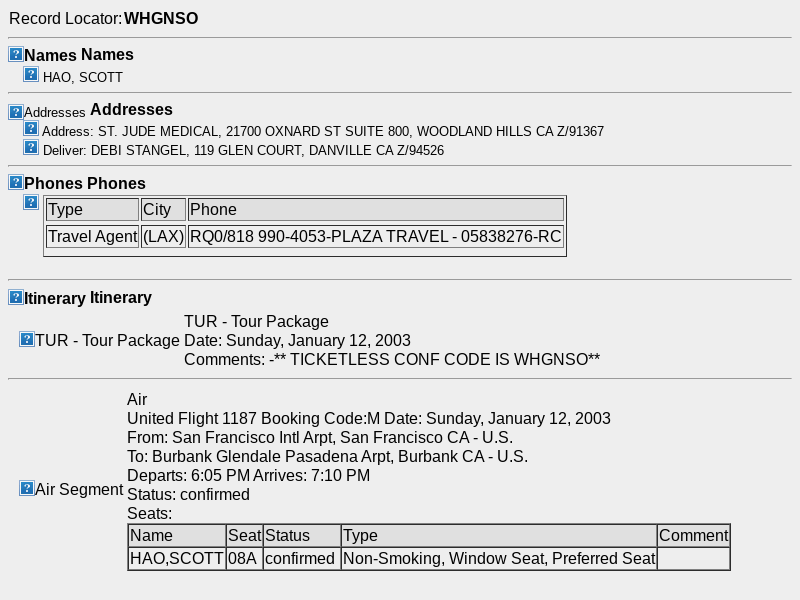 Record Locator: WHGNSO
Names Names
HAO, SCOTT
Addresses Addresses
Address: ST. JUDE MEDICAL, 21700 OXNARD ST SUITE 800, WOODLAND HILLS CA Z/91367
Deliver: DEBI STANGEL, 119 GLEN COURT, DANVILLE CA Z/94526
Phones Phones
Type City Phone
Travel Agent (LAX) RQ0/818 990-4053-PLAZA TRAVEL - 05838276-RC
Itinerary Itinerary
TUR - Tour Package
TUR - Tour Package
Date: Sunday, January 12, 2003
Comments: -** TICKETLESS CONF CODE IS WHGNSO**
Air Segment
Air
United Flight 1187 Booking Code:M Date: Sunday, January 12, 2003
From: San Francisco Intl Arpt, San Francisco CA - U.S.
To: Burbank Glendale Pasadena Arpt, Burbank CA - U.S.
Departs: 6:05 PM Arrives: 7:10 PM
Status: confirmed
Seats:
Name Seat Status Type Comment
HAO,SCOTT 08A confirmed Non-Smoking, Window Seat, Preferred Seat